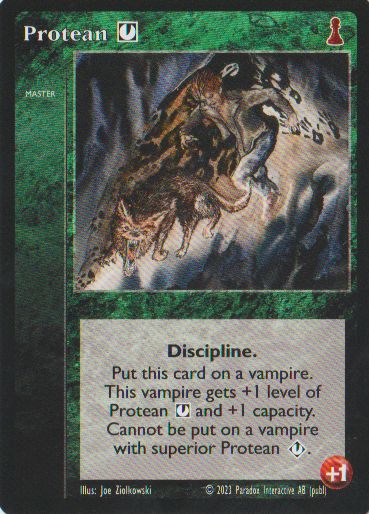 Protean
MASTER
Discipline.
Put this card on a vampire.
This vampire gets +1 level of
Protean and +1 capacity.
Cannot be put on a vampire
with superior Protean .
+1
Illus: Joe Ziolkowski © 2023 Paradox Interactive AB (publ)